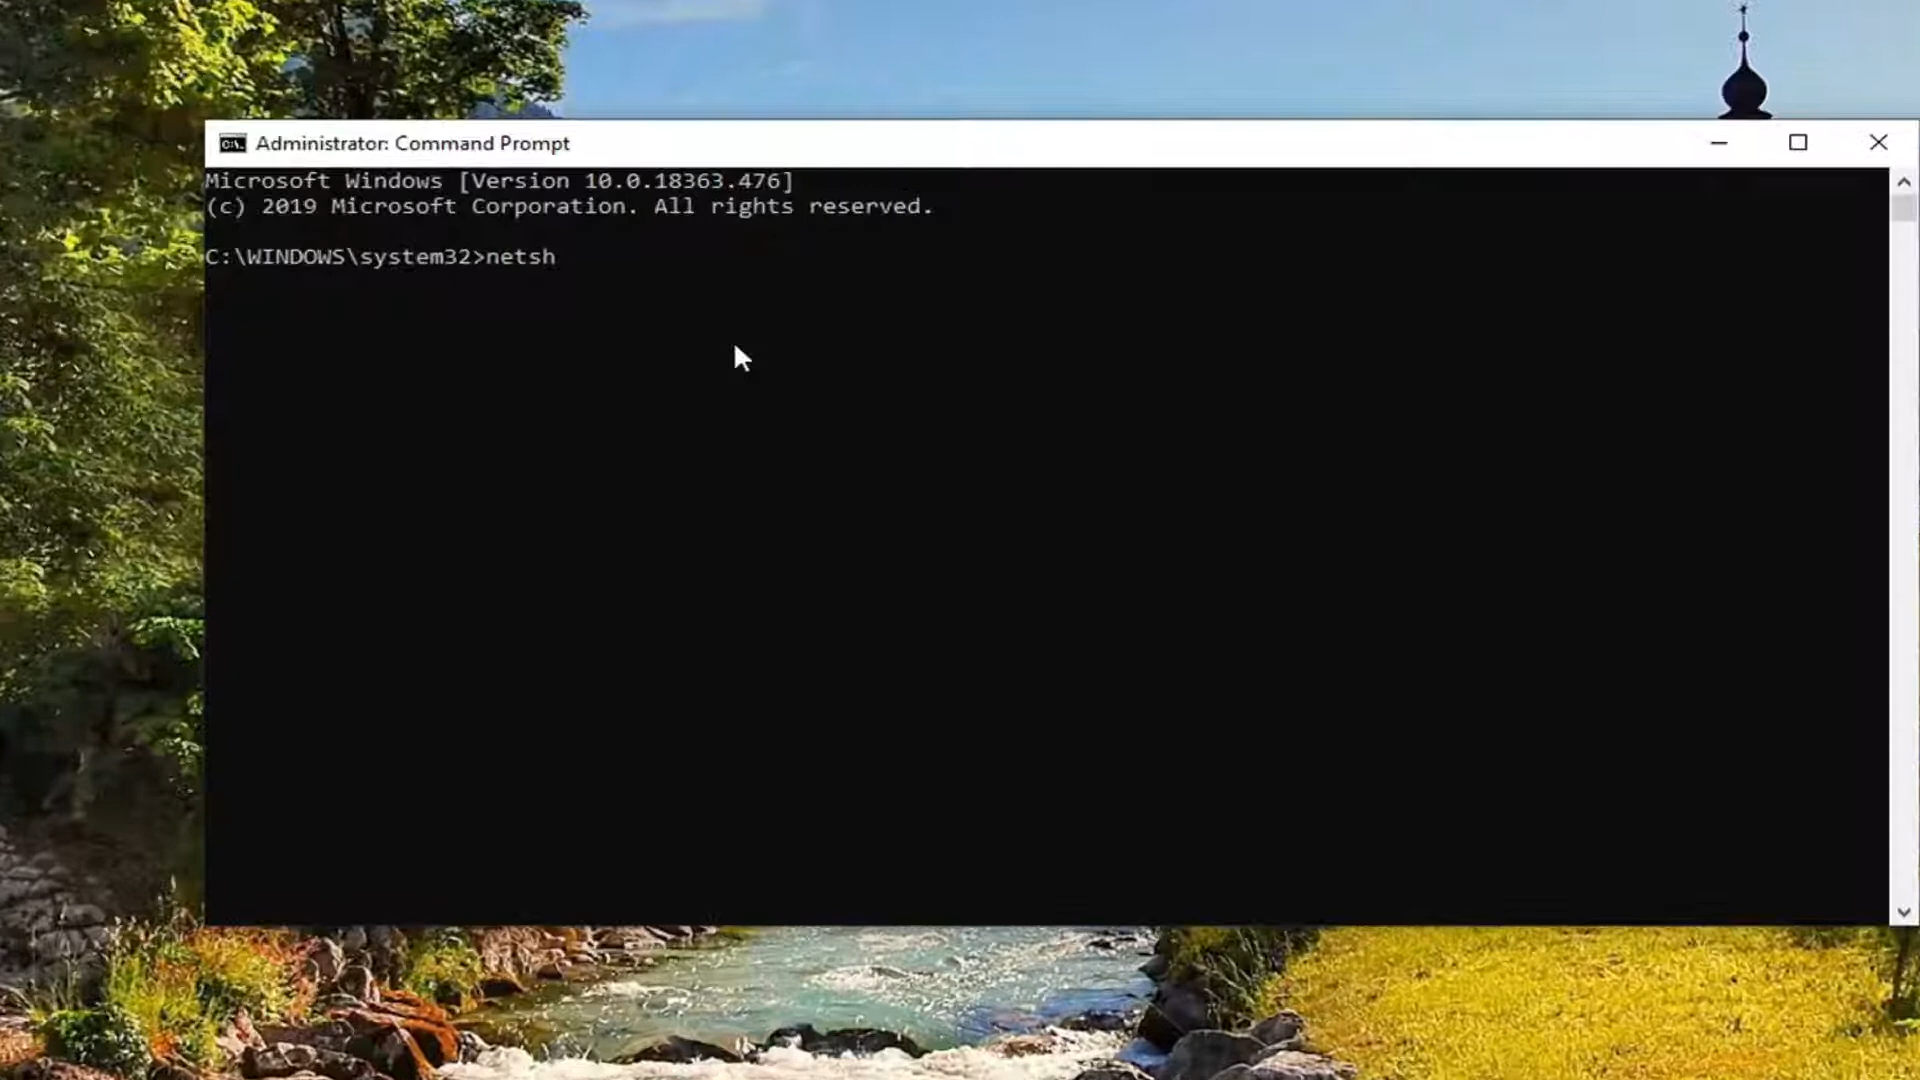 Administrator: Command Prompt
Microsoft Windows [Version 10.0.18363.476]
(c) 2019 Microsoft Corporation. All rights reserved.
C:\WINDOWS\system32>netsh